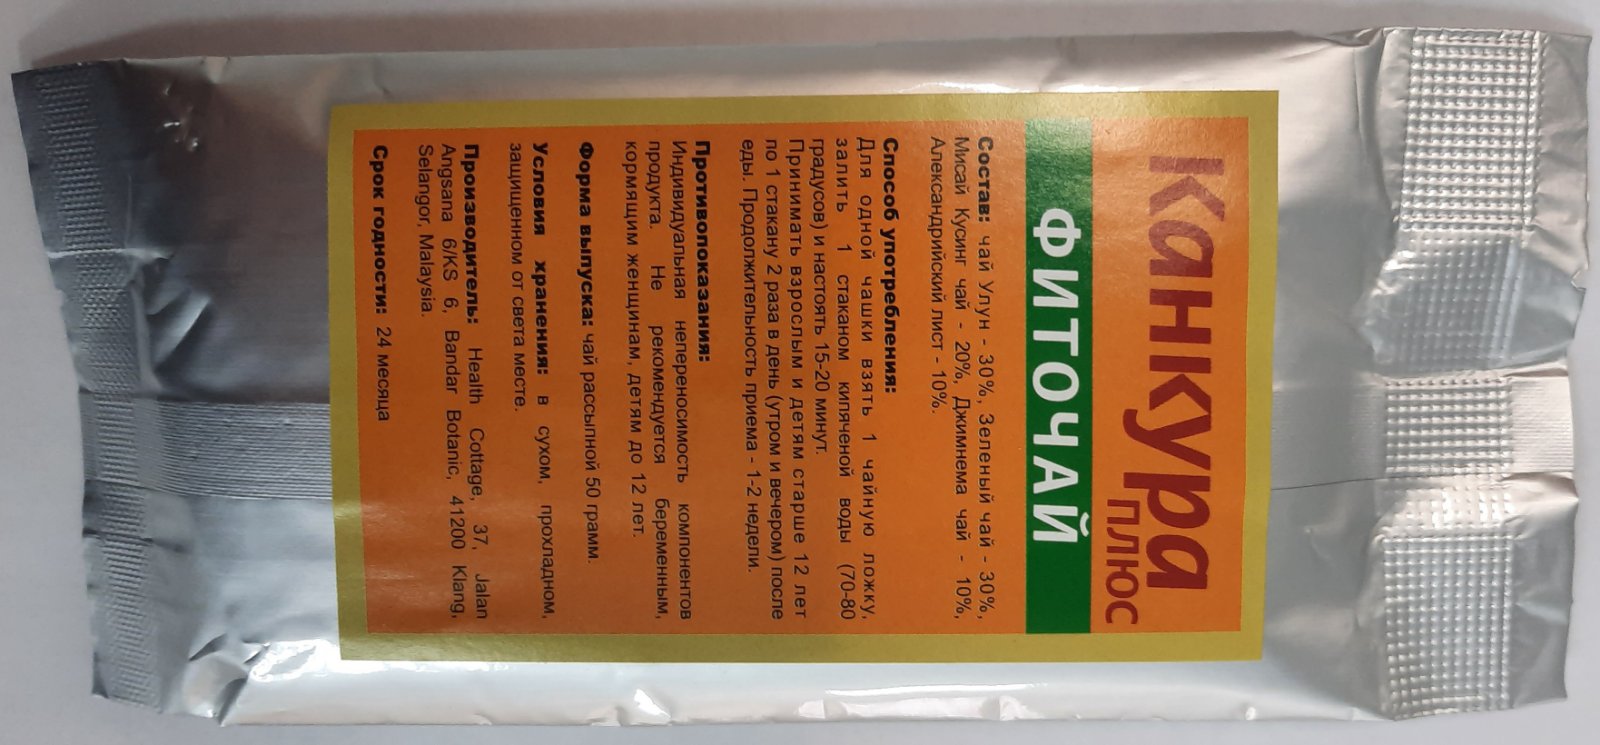 Канкура
плюс
ФИТОЧАЙ
Состав: чай Улун - 30%, Зеленый чай - 30%,
Мисай Кусинг чай - 20%, Джимнема чай - 10%,
Александрийский лист - 10%.
Способ употребления:
Для одной чашки взять 1 чайную ложку,
залить 1 стаканом кипяченой воды (70-80
градусов) и настоять 15-20 минут.
Принимать взрослым и детям старше 12 лет
по 1 стакану 2 раза в день (утром и вечером) после
еды. Продолжительность приема - 1-2 недели.
Противопоказания:
Индивидуальная непереносимость компонентов
продукта. Не рекомендуется беременным,
кормящим женщинам, детям до 12 лет.
Форма выпуска: чай рассыпной 50 грамм.
Условия хранения: в сухом, прохладном,
защищенном от света месте.
Производитель: Health Cottage, 37, Jalan
Angsana 6/KS 6, Bandar Botanic, 41200 Klang,
Selangor, Malaysia.
Срок годности: 24 месяца